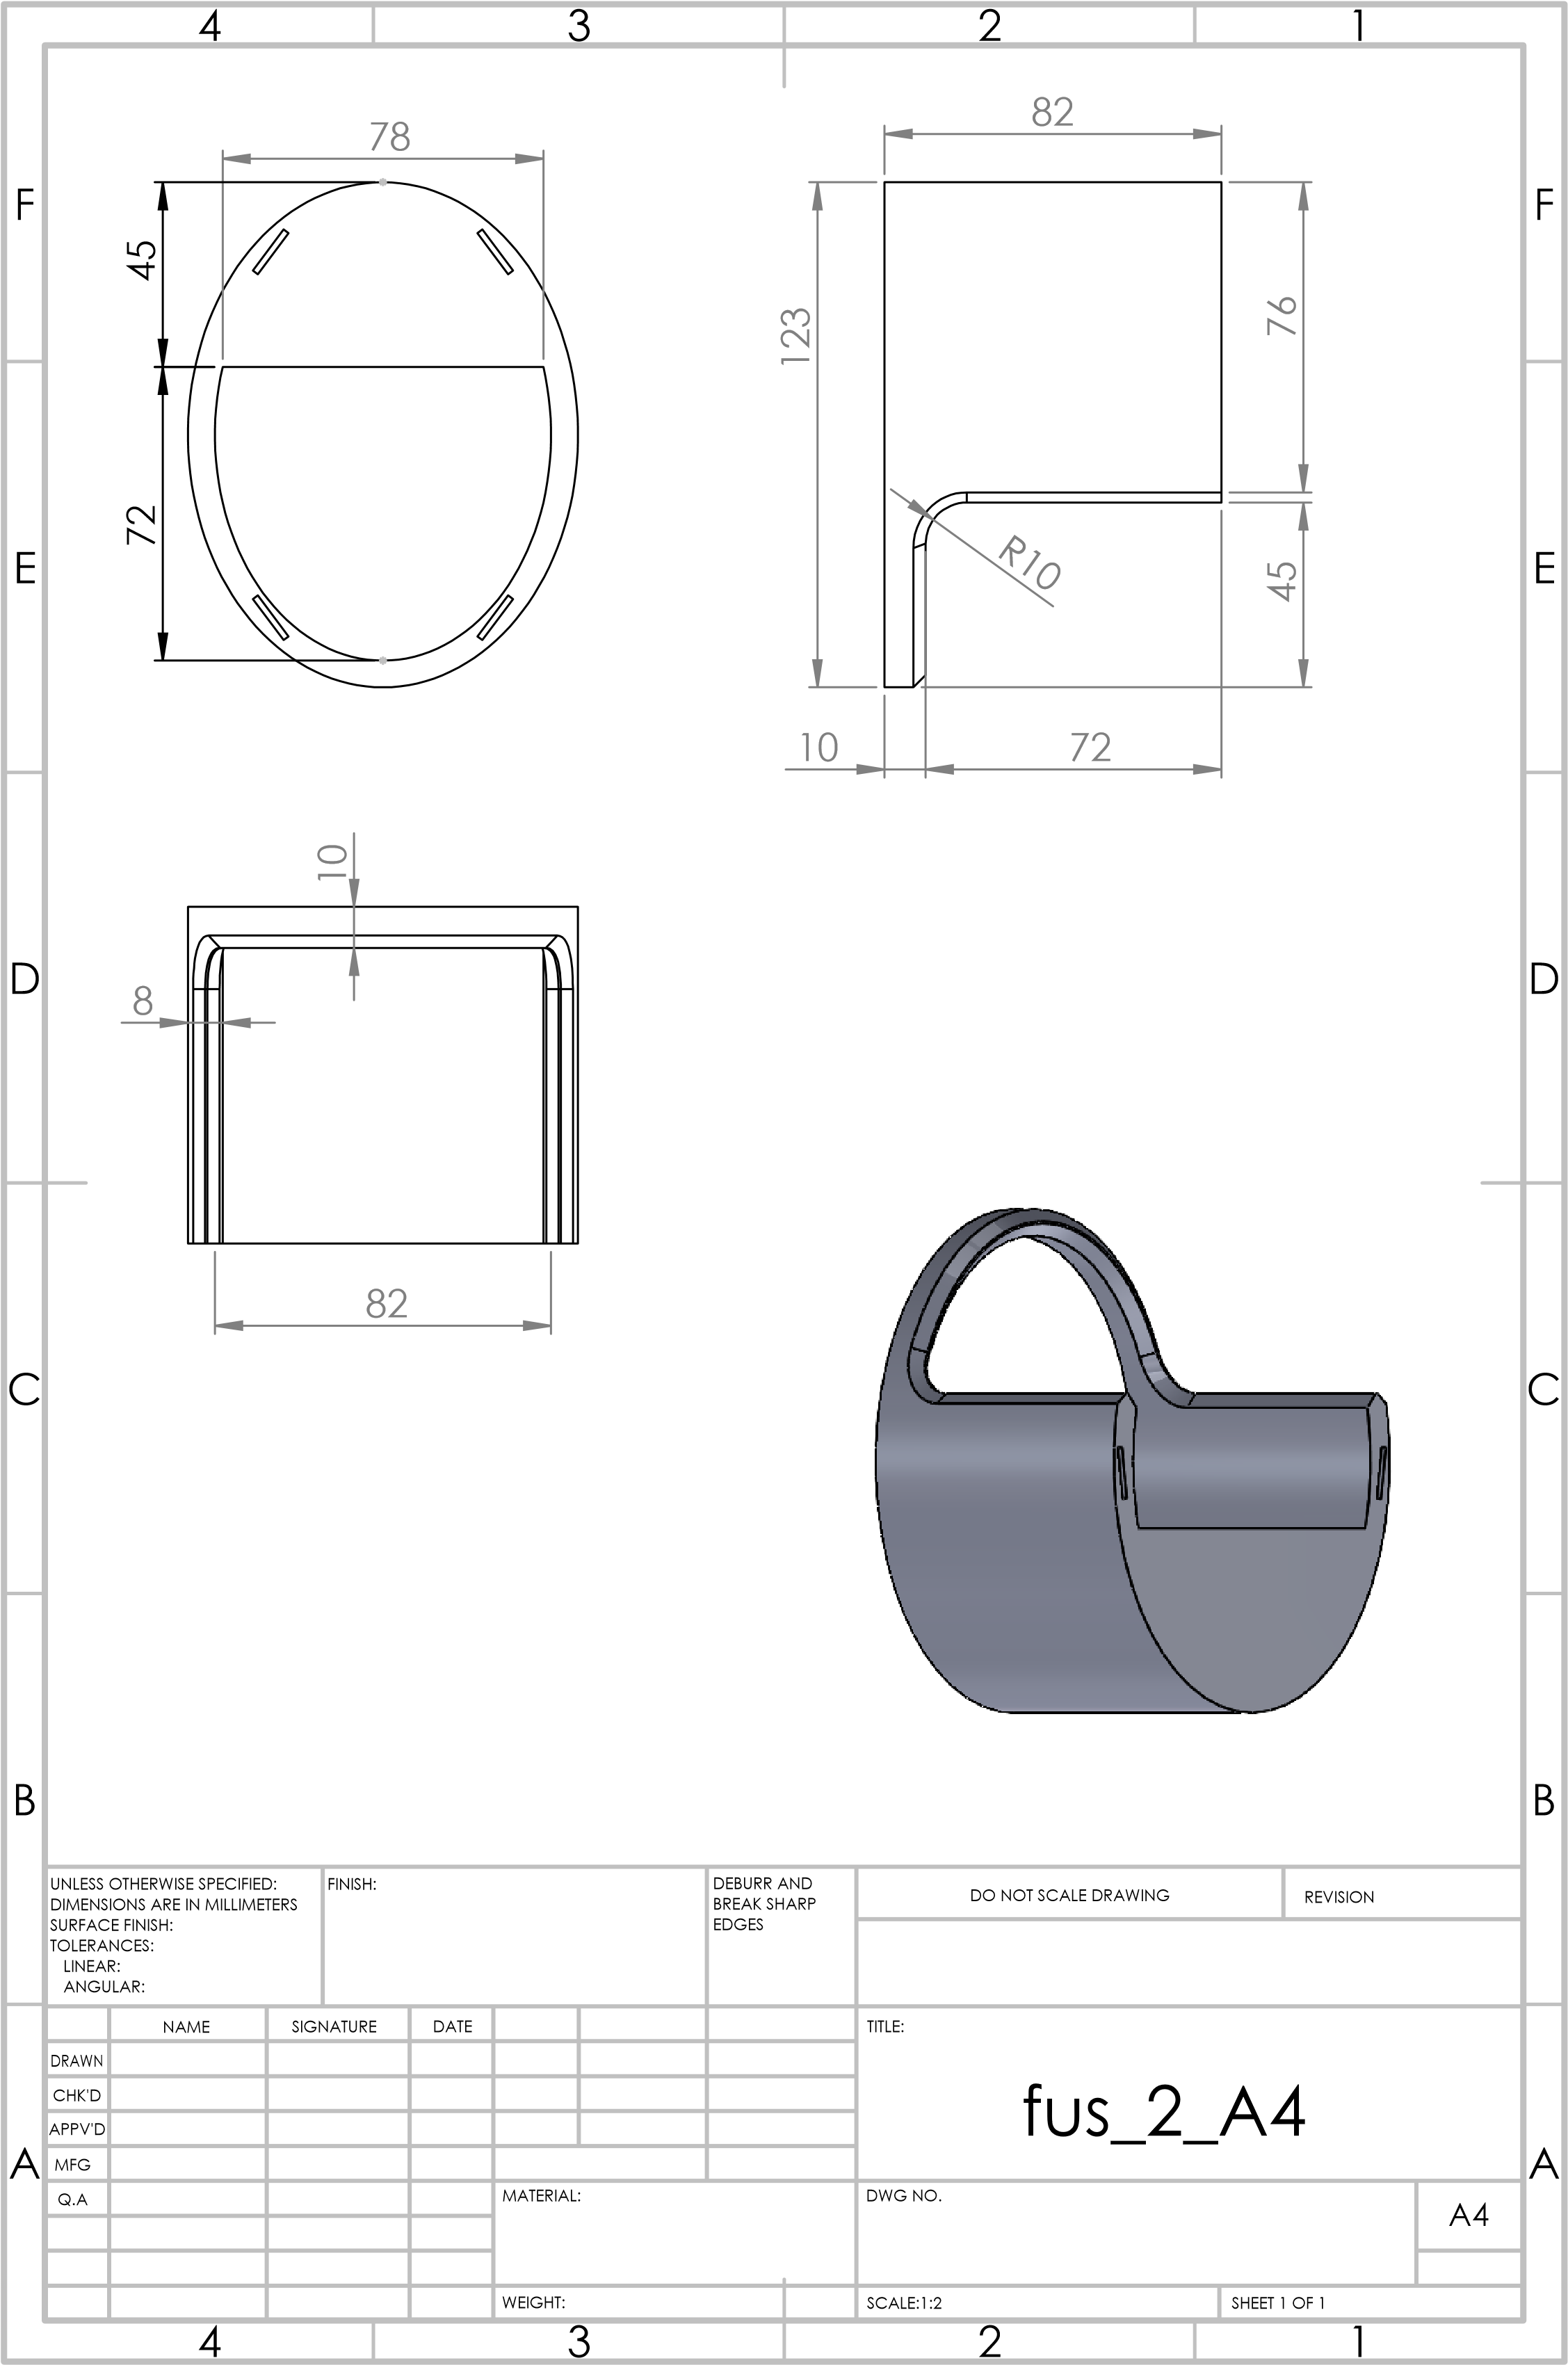 4 3 2 1
F F
E E
D D
C C
B B
A A
78
45
72
82
123
76
R10
45
10 72
10
8
82
UNLESS OTHERWISE SPECIFIED:
DIMENSIONS ARE IN MILLIMETERS
SURFACE FINISH:
TOLERANCES:
LINEAR:
ANGULAR:
FINISH:
DEBURR AND
BREAK SHARP
EDGES
DO NOT SCALE DRAWING
REVISION
NAME SIGNATURE DATE
DRAWN
CHK'D
APPV'D
MFG
Q.A
TITLE:
fus_2_A4
MATERIAL:
DWG NO.
A4
WEIGHT:
SCALE:1:2
SHEET 1 OF 1
4 3 2 1